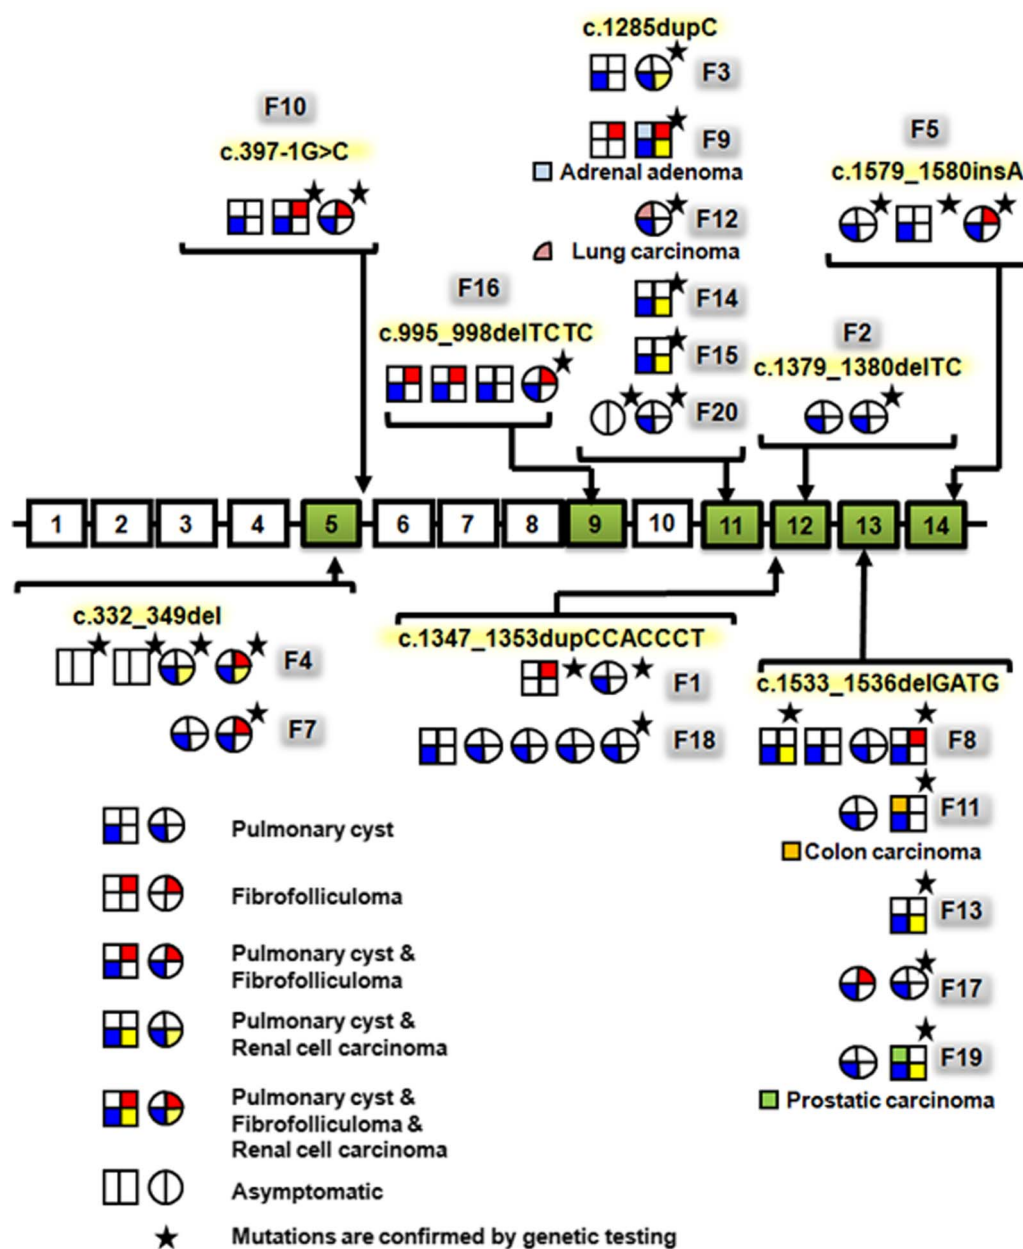 c.1285dupC
F3
F10
c.397-1G>C
F9
Adrenal adenoma
F5
c.1579_1580insA
F12
Lung carcinoma
F16
c.995_998delTCTC
F14
F15
F20
F2
c.1379_1380delTC
1 2 3 4 5 6 7 8 9 10 11 12 13 14
c.332_349del
F4
F7
c.1347_1353dupCCACCCT
F1
F18
c.1533_1536delGATG
F8
F11
Colon carcinoma
F13
F17
F19
Prostatic carcinoma
Pulmonary cyst
Fibrofolliculoma
Pulmonary cyst &
Fibrofolliculoma
Pulmonary cyst &
Renal cell carcinoma
Pulmonary cyst &
Fibrofolliculoma &
Renal cell carcinoma
Asymptomatic
Mutations are confirmed by genetic testing